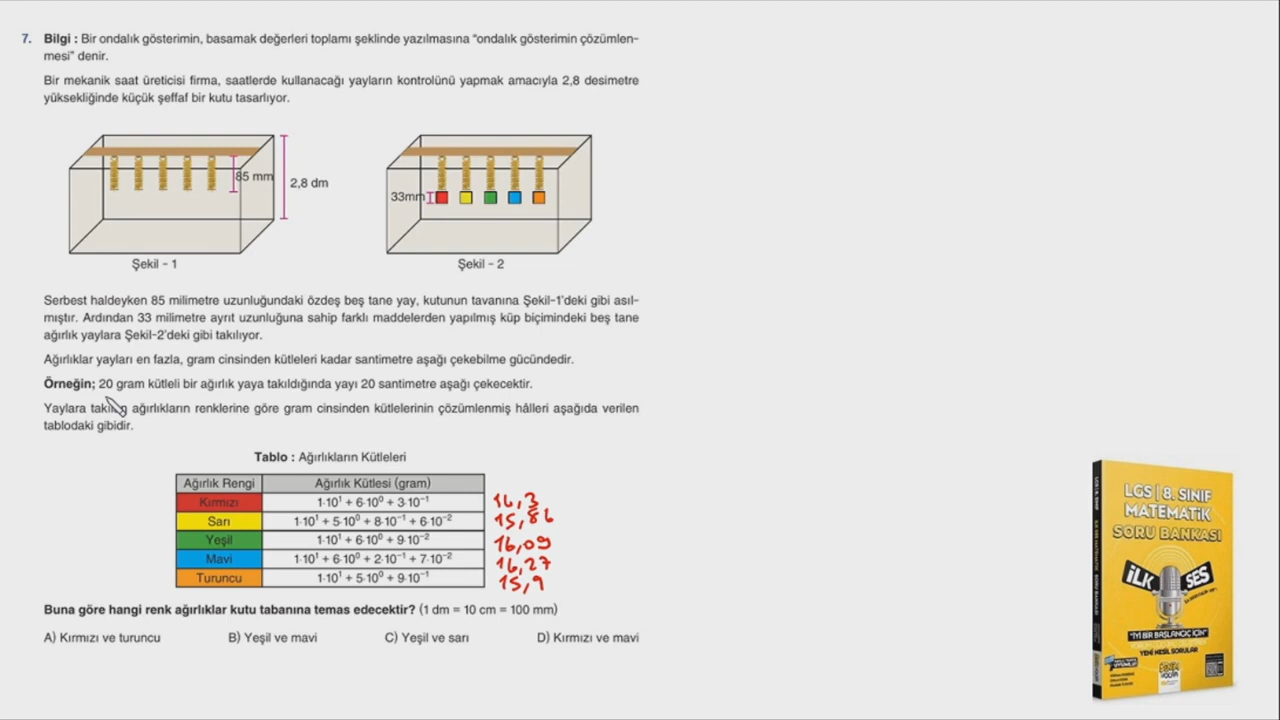 7. Bilgi : Bir ondalık gösterimin, basamak değerleri toplamı şeklinde yazılmasına "ondalık gösterimin çözümlen-
mesi" denir.
Bir mekanik saat üreticisi firma, saatlerde kullanacağı yayların kontrolünü yapmak amacıyla 2,8 desimetre
yüksekliğinde küçük şeffaf bir kutu tasarlıyor.
85 mm
2,8 dm
33mm
Şekil - 1
Şekil - 2
Serbest haldeyken 85 milimetre uzunluğundaki özdeş beş tane yay, kutunun tavanına Şekil-1'deki gibi asıl-
mıştır. Ardından 33 milimetre ayrıt uzunluğuna sahip farklı maddelerden yapılmış küp biçimindeki beş tane
ağırlık yaylara Şekil-2'deki gibi takılıyor.
Ağırlıklar yayları en fazla, gram cinsinden kütleleri kadar santimetre aşağı çekebilme gücündedir.
Örneğin; 20 gram kütleli bir ağırlık yaya takıldığında yayı 20 santimetre aşağı çekecektir.
Yaylara takılan ağırlıkların renklerine göre gram cinsinden kütlelerinin çözümlenmiş hâlleri aşağıda verilen
tablodaki gibidir.
Tablo : Ağırlıkların Kütleleri
Ağırlık Rengi Ağırlık Kütlesi (gram)
Kırmızı 1·10¹ + 6·10⁰ + 3·10⁻¹ 16,3
Sarı 1·10¹ + 5·10⁰ + 8·10⁻¹ + 6·10⁻² 15,86
Yeşil 1·10¹ + 6·10⁰ + 9·10⁻² 16,09
Mavi 1·10¹ + 6·10⁰ + 2·10⁻¹ + 7·10⁻² 16,27
Turuncu 1·10¹ + 5·10⁰ + 9·10⁻¹ 15,9
Buna göre hangi renk ağırlıklar kutu tabanına temas edecektir? (1 dm = 10 cm = 100 mm)
A) Kırmızı ve turuncu B) Yeşil ve mavi C) Yeşil ve sarı D) Kırmızı ve mavi
LGS | 8. SINIF
MATEMATİK
SORU BANKASI
İLK SES
"İYİ BİR BAŞLANGIÇ İÇİN"
YENİ NESİL SORULAR